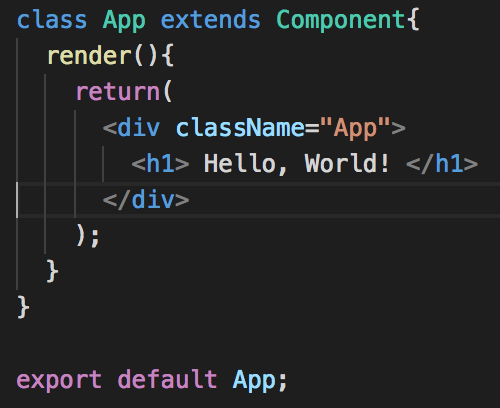 class App extends Component{
  render(){
    return(
      <div className="App">
        <h1> Hello, World! </h1>
      </div>
    );
  }
}

export default App;